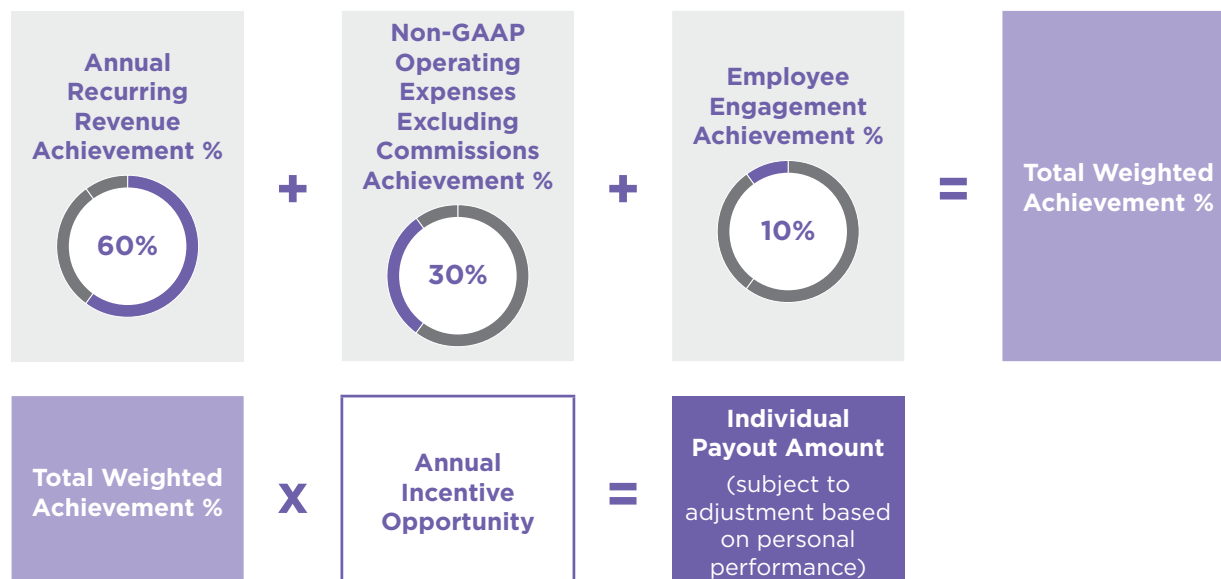 Annual
Recurring
Revenue
Achievement %
60%
+
Non-GAAP
Operating
Expenses
Excluding
Commissions
Achievement %
30%
+
Employee
Engagement
Achievement %
10%
=
Total Weighted
Achievement %
Total Weighted
Achievement %
x
Annual
Incentive
Opportunity
=
Individual
Payout Amount
(subject to
adjustment based
on personal
performance)